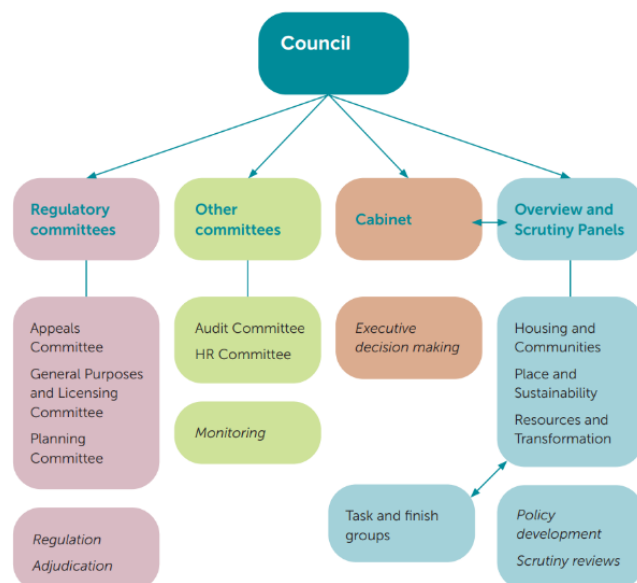 Council
Regulatory
committees
Other
committees
Cabinet
Overview and
Scrutiny Panels
Appeals
Committee
General Purposes
and Licensing
Committee
Planning
Committee
Audit Committee
HR Committee
Executive
decision making
Housing and
Communities
Place and
Sustainability
Resources and
Transformation
Monitoring
Task and finish
groups
Regulation
Adjudication
Policy
development
Scrutiny reviews